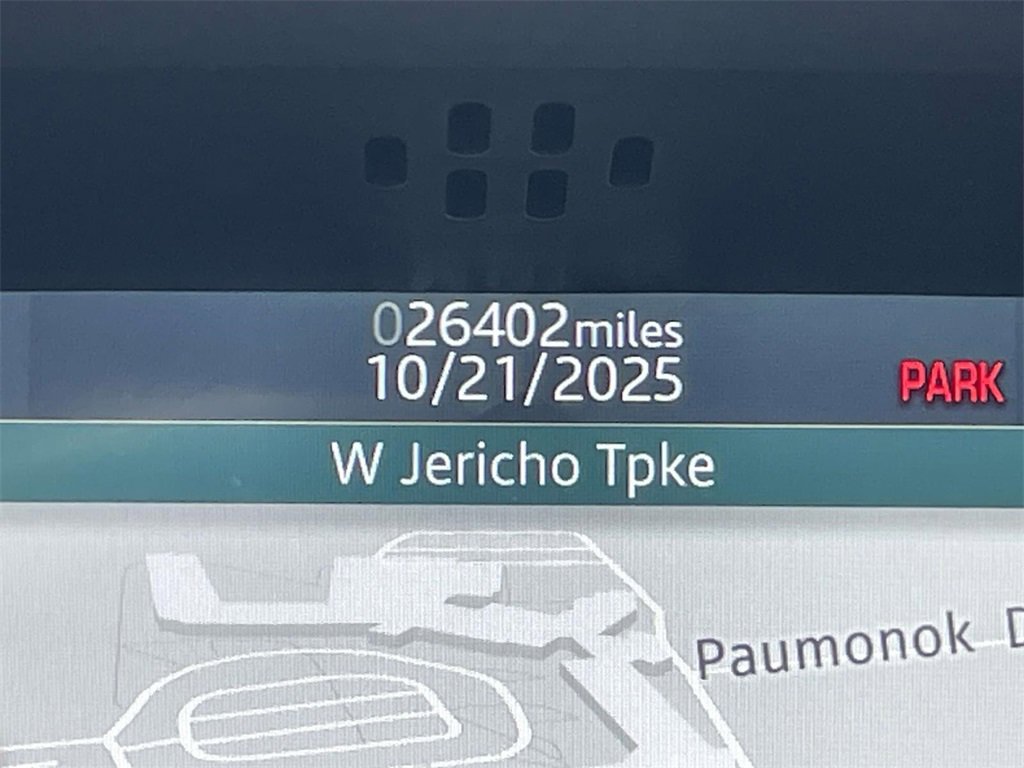 026402miles
10/21/2025
PARK
W Jericho Tpke
Paumonok